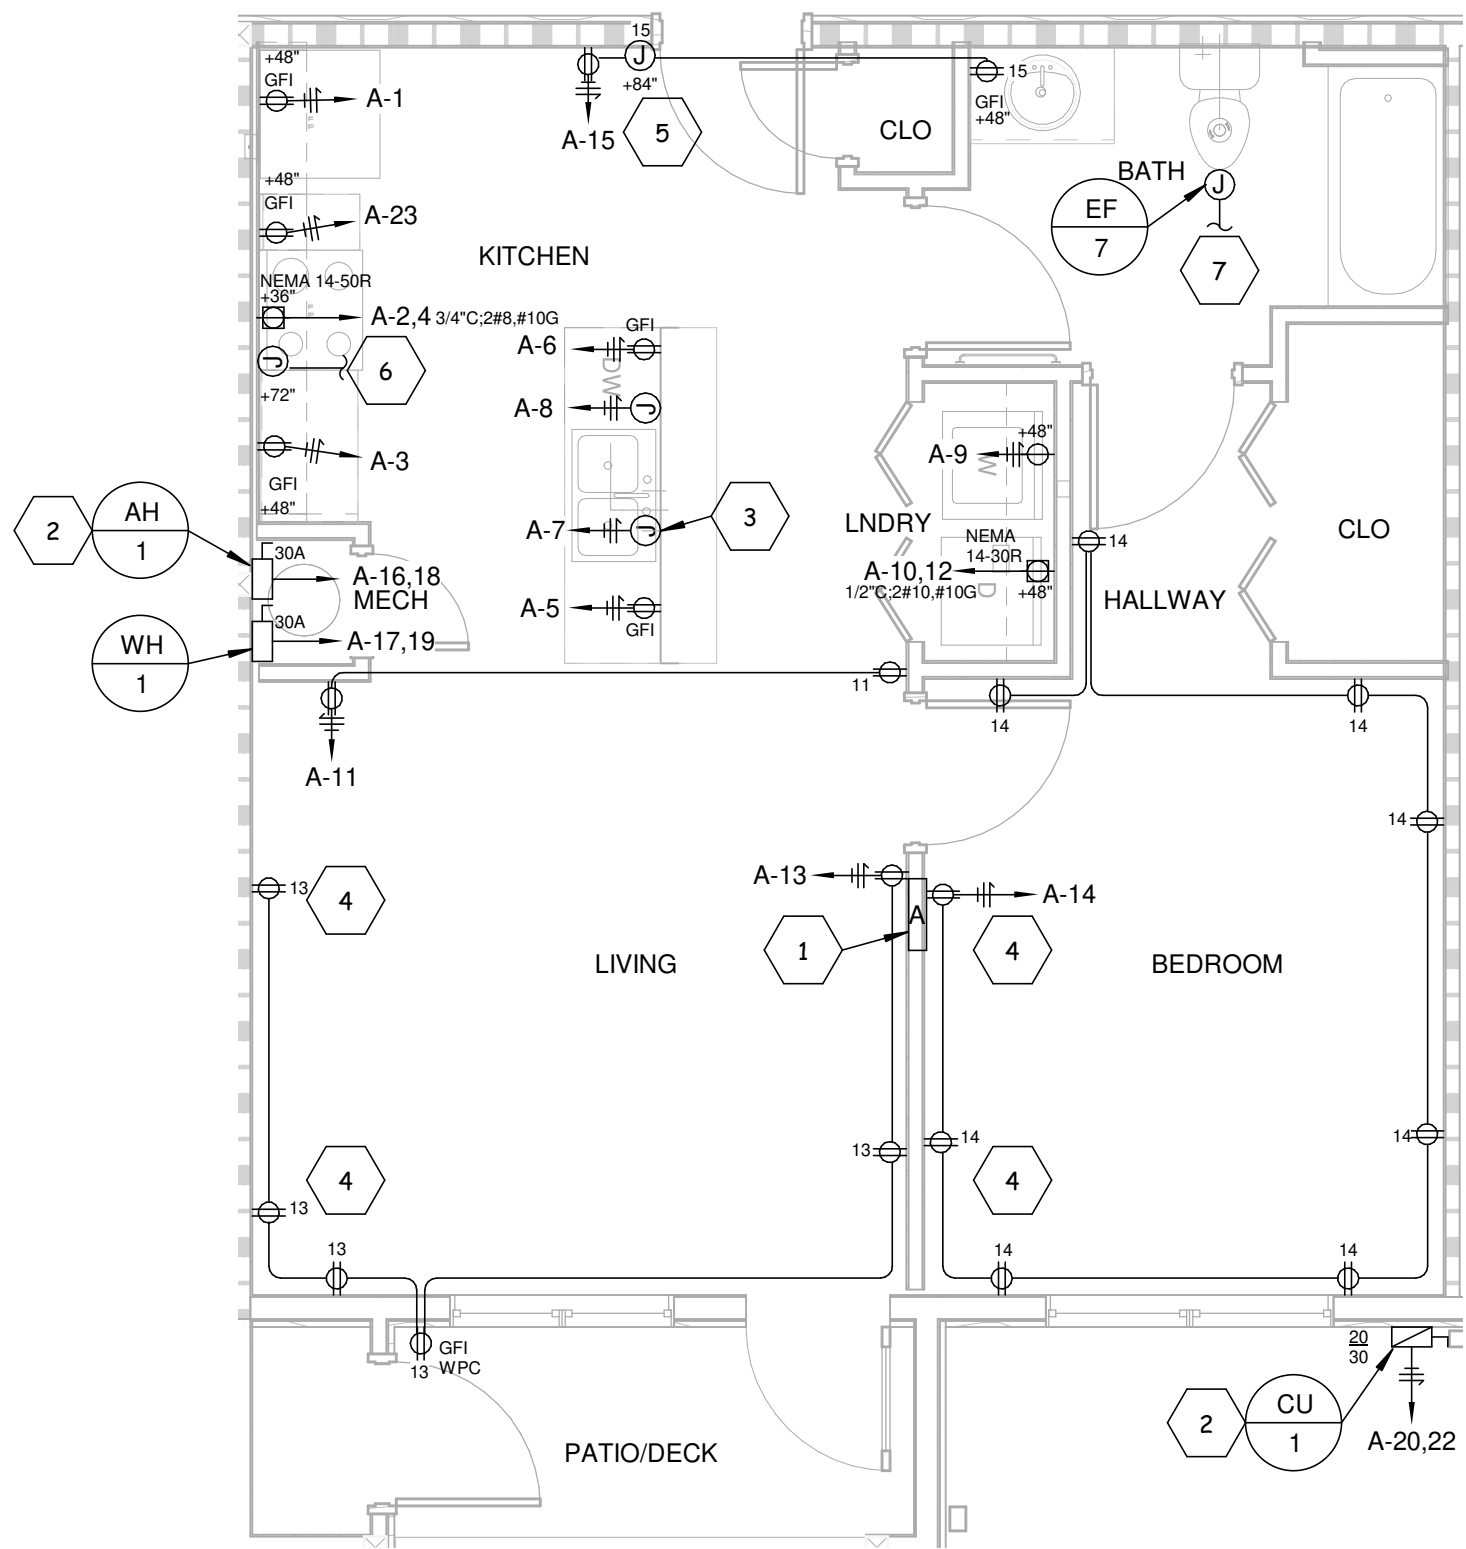 15
+48"
GFI
A-1
J
+84"
A-15
5
15
GFI
+48"
CLO
BATH
J
EF
7
7
+48"
GFI
A-23
KITCHEN
NEMA 14-50R
+36"
A-2,4 3/4"C;2#8,#10G
J
6
+72"
A-3
GFI
+48"
GFI
A-6
DW
A-8
J
A-7
J
3
A-5
GFI
A-9
+48"
W
LNDRY
NEMA
14-30R
A-10,12
1/2"C;2#10,#10G
+48"
D
14
CLO
HALLWAY
2
AH
1
30A
A-16,18
MECH
30A
A-17,19
WH
1
11
14
14
A-11
14
A-13
A-14
13
4
A
1
4
LIVING
BEDROOM
13
14
14
4
4
13
13
14
14
GFI
WPC
13
20
30
2
CU
1
A-20,22
PATIO/DECK